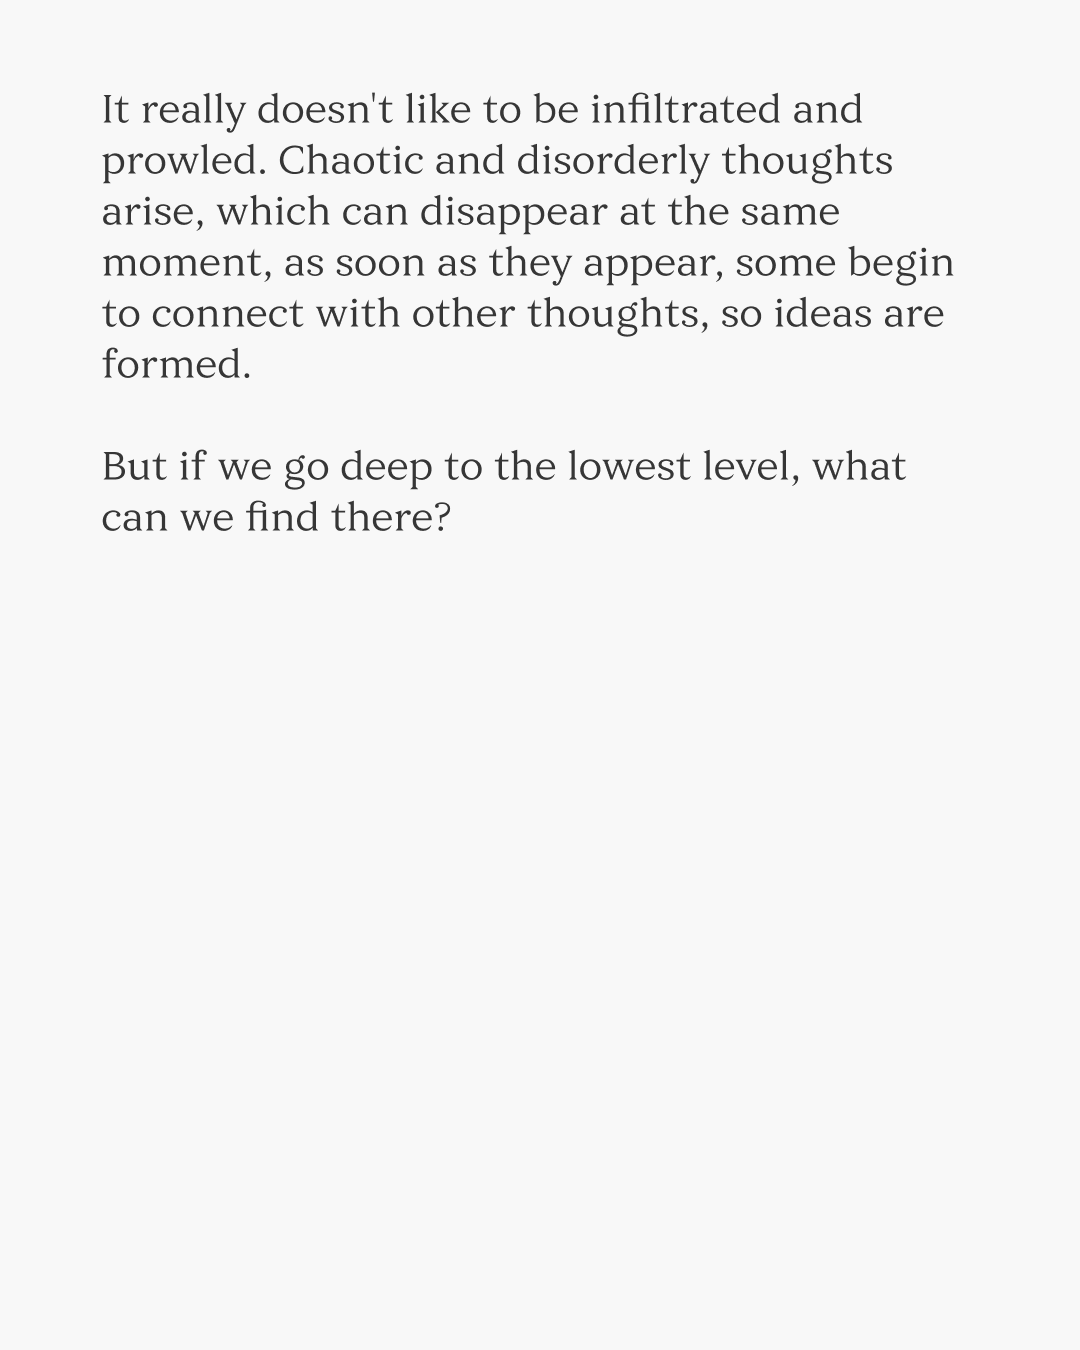 It really doesn't like to be infiltrated and
prowled. Chaotic and disorderly thoughts
arise, which can disappear at the same
moment, as soon as they appear, some begin
to connect with other thoughts, so ideas are
formed.
But if we go deep to the lowest level, what
can we find there?